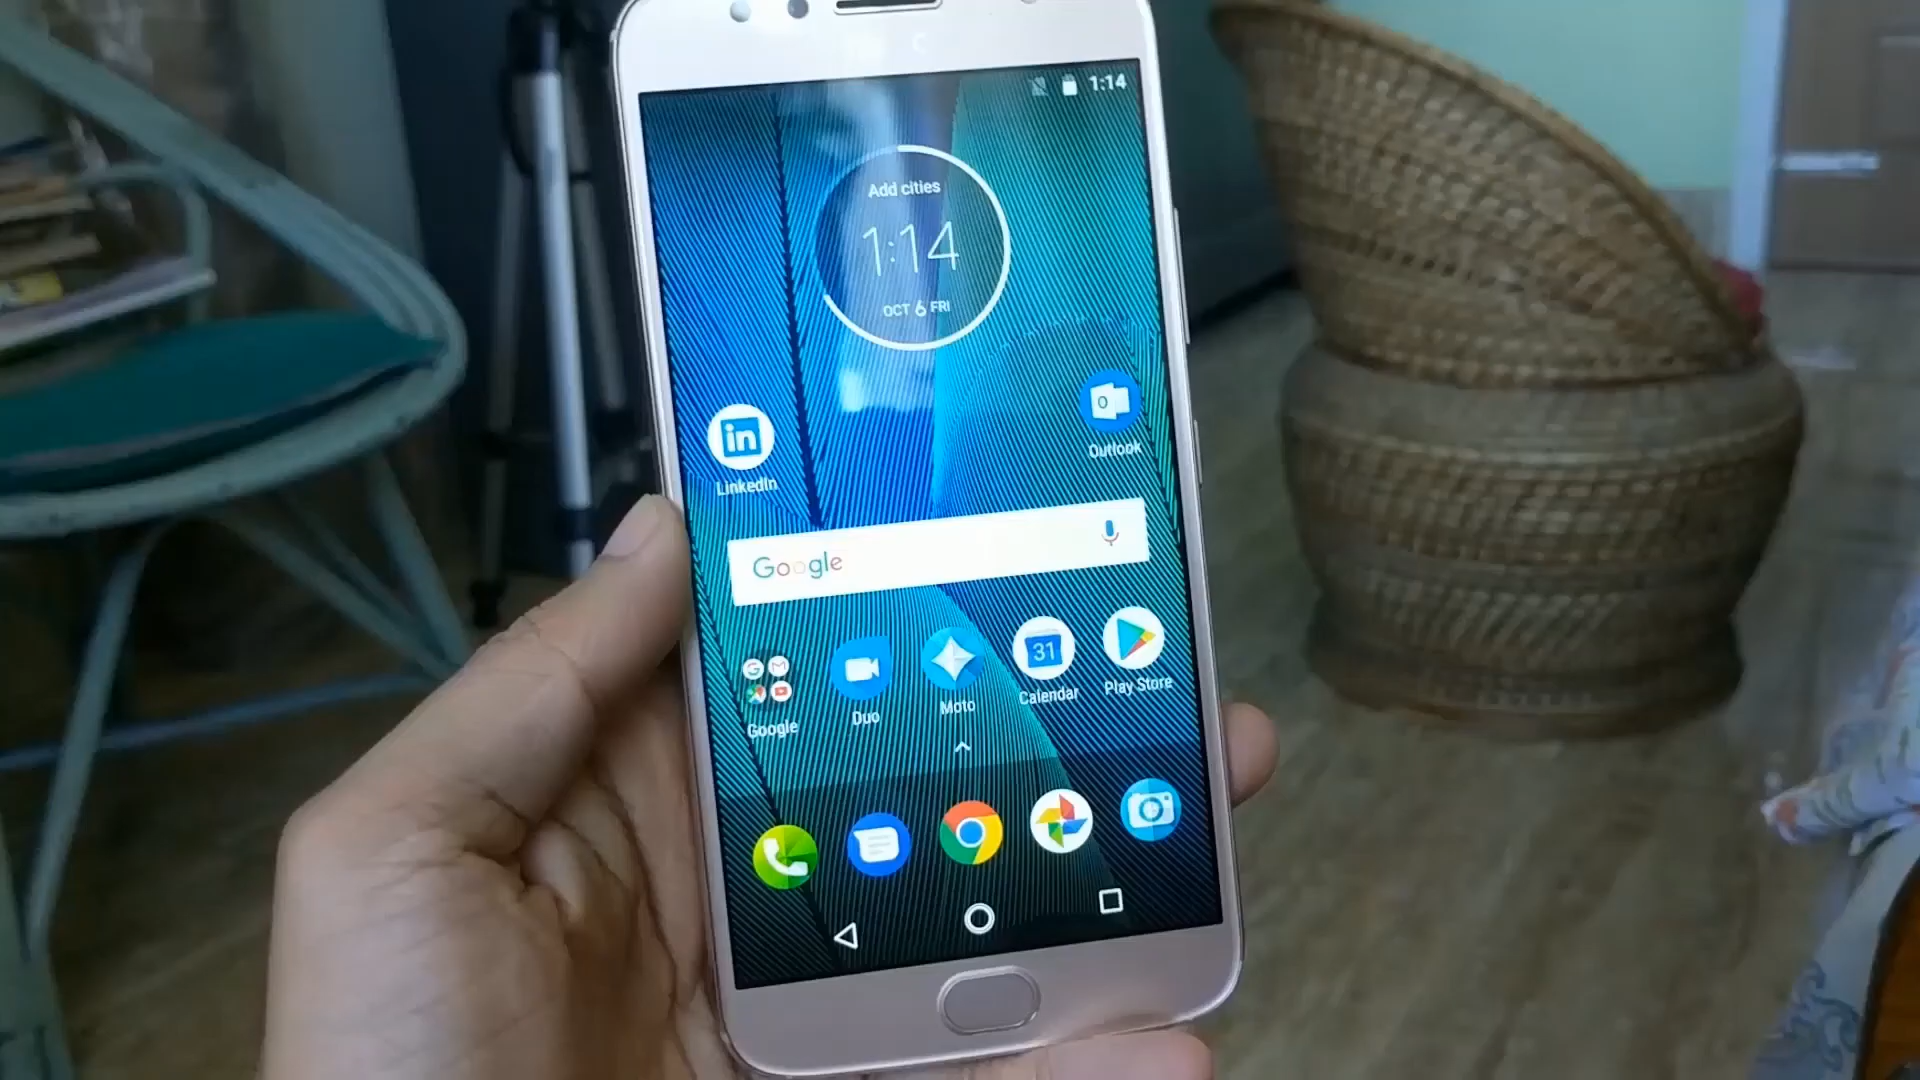 1:14
Add cities
1:14
OCT 6 FRI
LinkedIn
Outlook
Google
Google
Duo
Moto
31
Calendar
Play Store